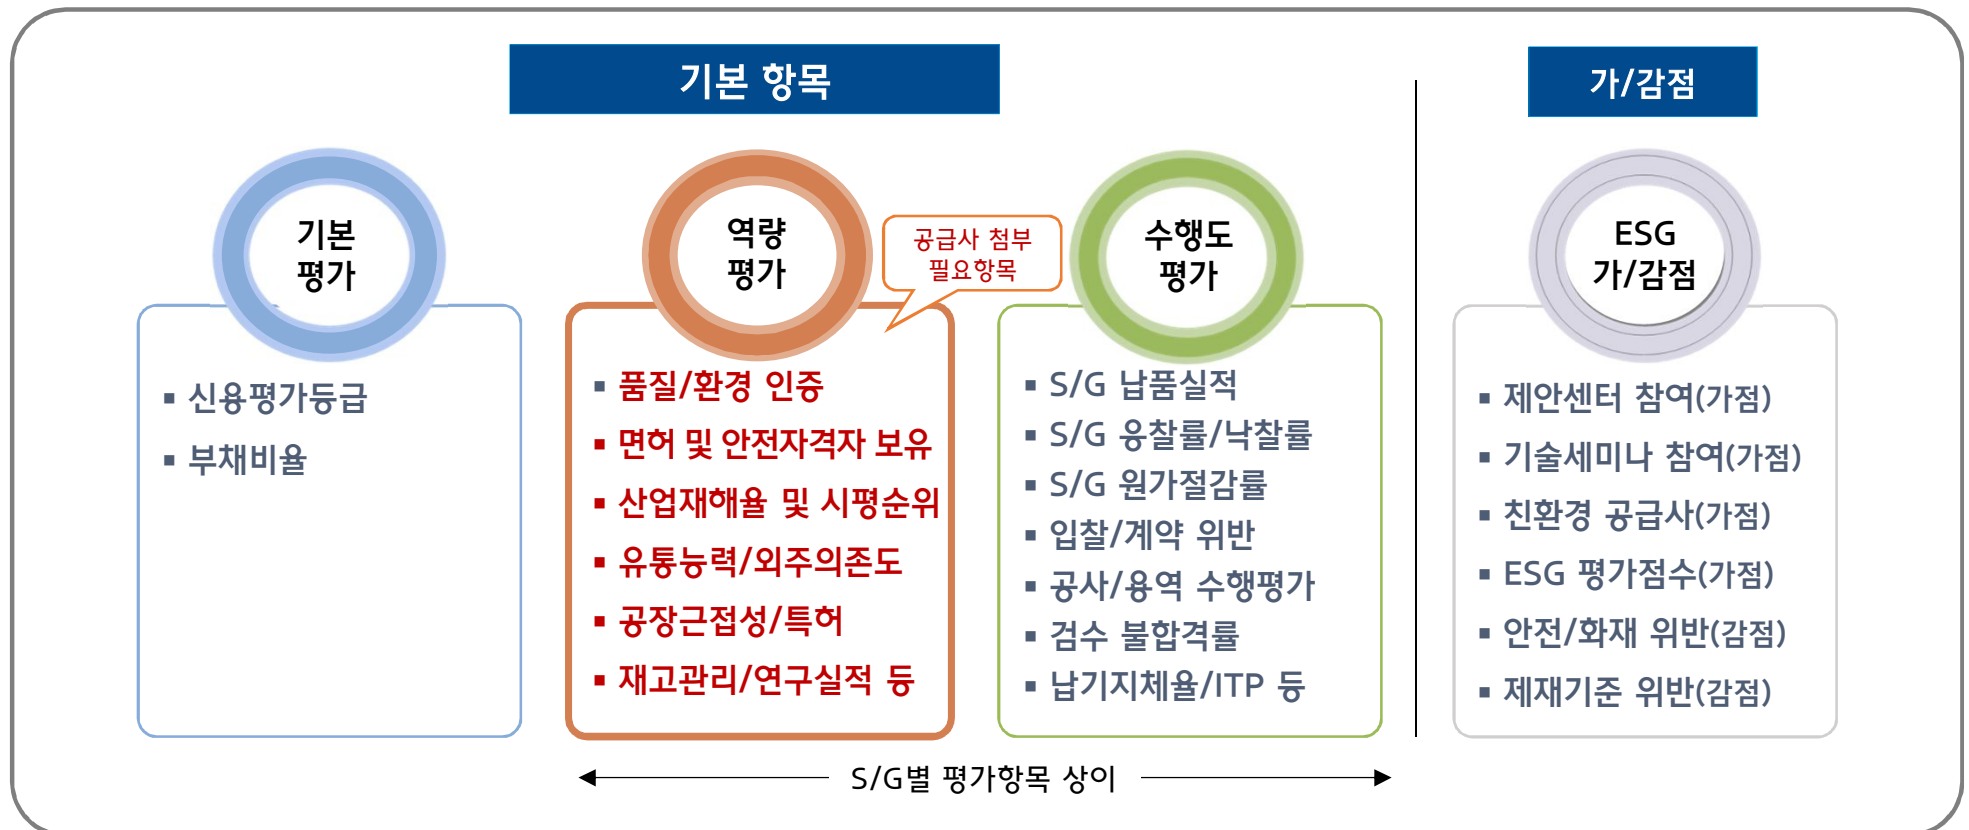 기본 항목
가/감점
기본
평가
▪ 신용평가등급
▪ 부채비율
역량
평가
공급사 첨부
필요항목
▪ 품질/환경 인증
▪ 면허 및 안전자격자 보유
▪ 산업재해율 및 시평순위
▪ 유통능력/외주의존도
▪ 공장근접성/특허
▪ 재고관리/연구실적 등
수행도
평가
▪ S/G 납품실적
▪ S/G 응찰률/낙찰률
▪ S/G 원가절감률
▪ 입찰/계약 위반
▪ 공사/용역 수행평가
▪ 검수 불합격률
▪ 납기지체율/ITP 등
S/G별 평가항목 상이
ESG
가/감점
▪ 제안센터 참여(가점)
▪ 기술세미나 참여(가점)
▪ 친환경 공급사(가점)
▪ ESG 평가점수(가점)
▪ 안전/화재 위반(감점)
▪ 제재기준 위반(감점)